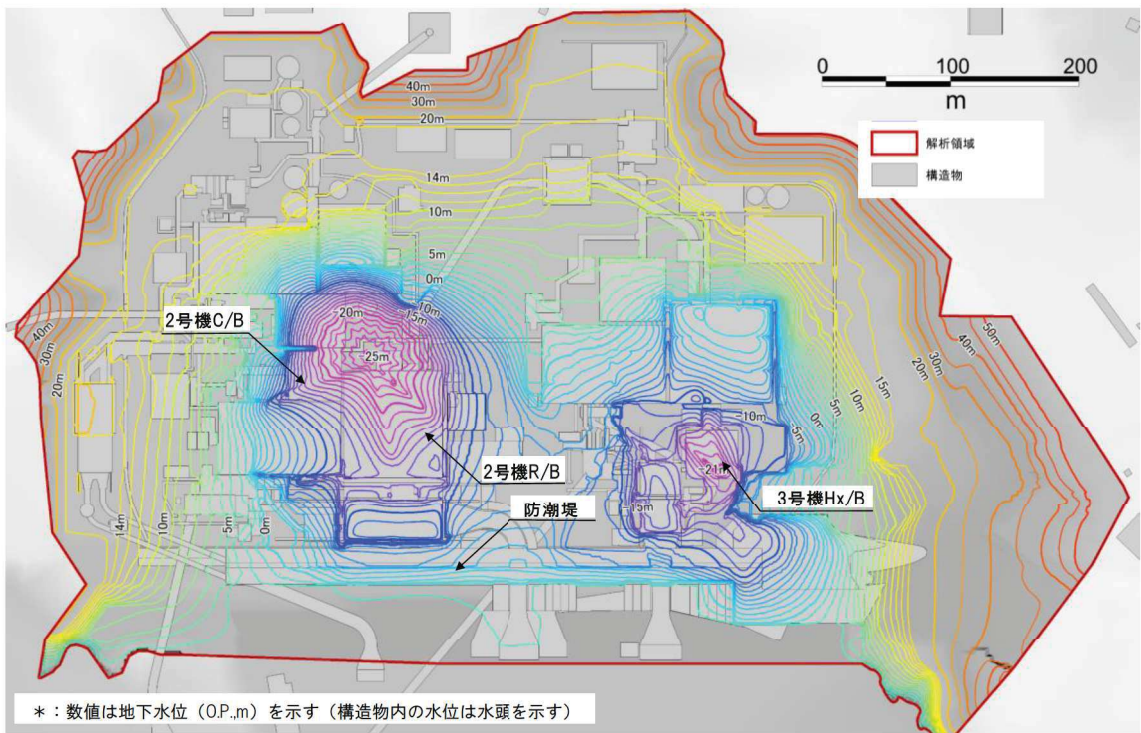 0 100 200
m
解析領域
構造物
40m
30m
20m
14m
10m
5m
0m
-10m
-15m
-20m
-25m
2号機C/B
40m
30m
20m
50m
40m
30m
20m
15m
10m
5m
0m
-5m
-10m
-21m
-15m
2号機R/B
3号機Hx/B
防潮堤
14m
10m
5m
0m
*:数値は地下水位(O.P.,m)を示す(構造物内の水位は水頭を示す)